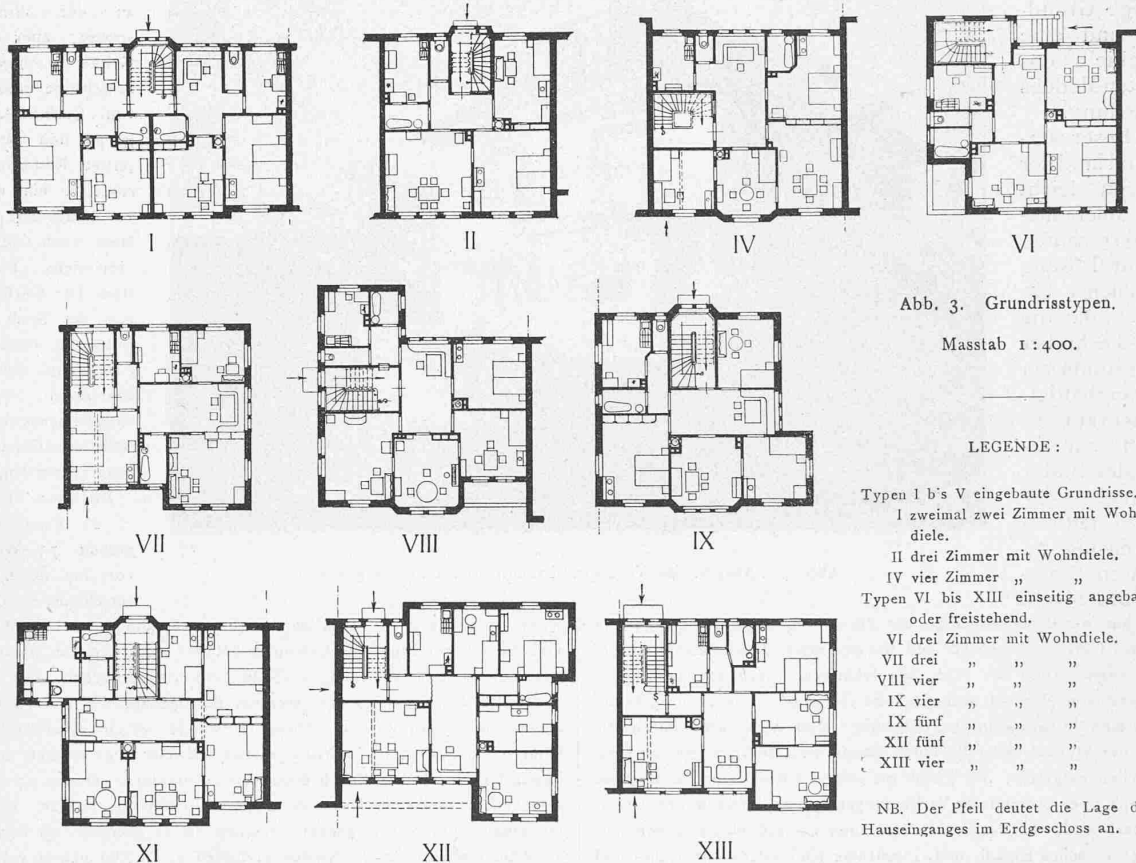 I
II
IV
VI
Abb. 3. Grundrisstypen.
Masstab 1 : 400.
VII
VIII
IX
LEGENDE :
Typen I b's V eingebaute Grundrisse.
I zweimal zwei Zimmer mit Woh
diele.
II drei Zimmer mit Wohndiele.
IV vier Zimmer „ „
Typen VI bis XIII einseitig angeba
oder freistehend.
VI drei Zimmer mit Wohndiele.
VII drei „ „ „
VIII vier „ „ „
IX vier „ „ „
IX fünf „ „ „
XII fünf „ „ „
XIII vier „ „ „
NB. Der Pfeil deutet die Lage d
Hauseinganges im Erdgeschoss an.
XI
XII
XIII